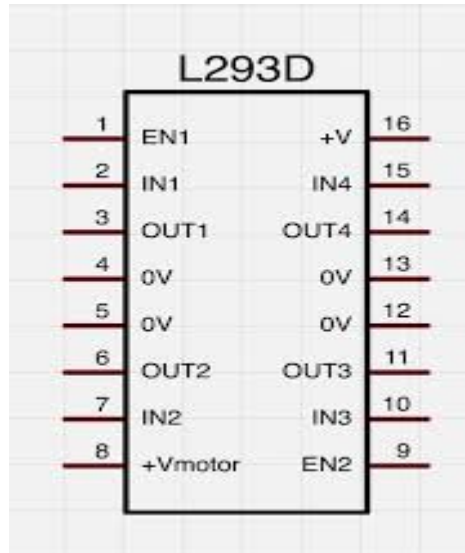 L293D
1 EN1 +V 16
2 IN1 IN4 15
3 OUT1 OUT4 14
4 0V 0V 13
5 0V 0V 12
6 OUT2 OUT3 11
7 IN2 IN3 10
8 +Vmotor EN2 9